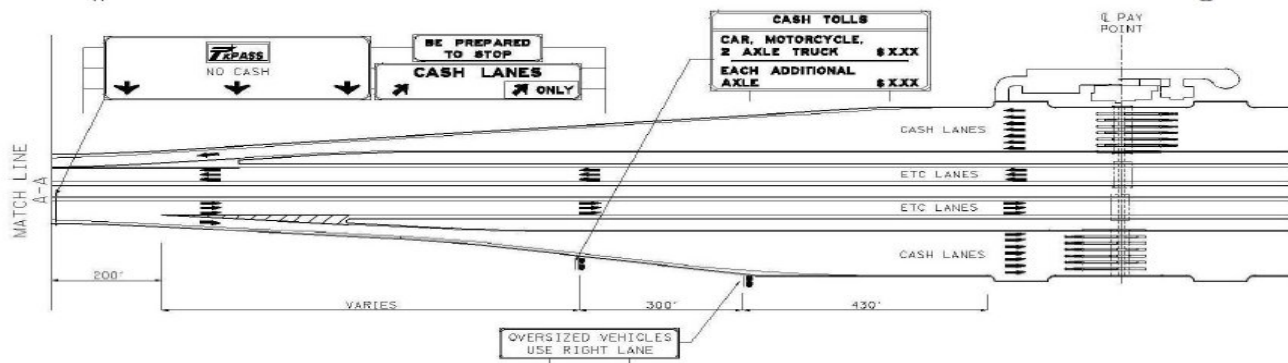 TxPASS
NO CASH
BE PREPARED
TO STOP
CASH LANES
ONLY
CASH TOLLS
CAR, MOTORCYCLE,
2 AXLE TRUCK $ X.XX
EACH ADDITIONAL
AXLE $ X.XX
℄ PAY
POINT
MATCH LINE
A-A
CASH LANES
ETC LANES
ETC LANES
CASH LANES
200'
VARIES
300'
430'
OVERSIZED VEHICLES
USE RIGHT LANE